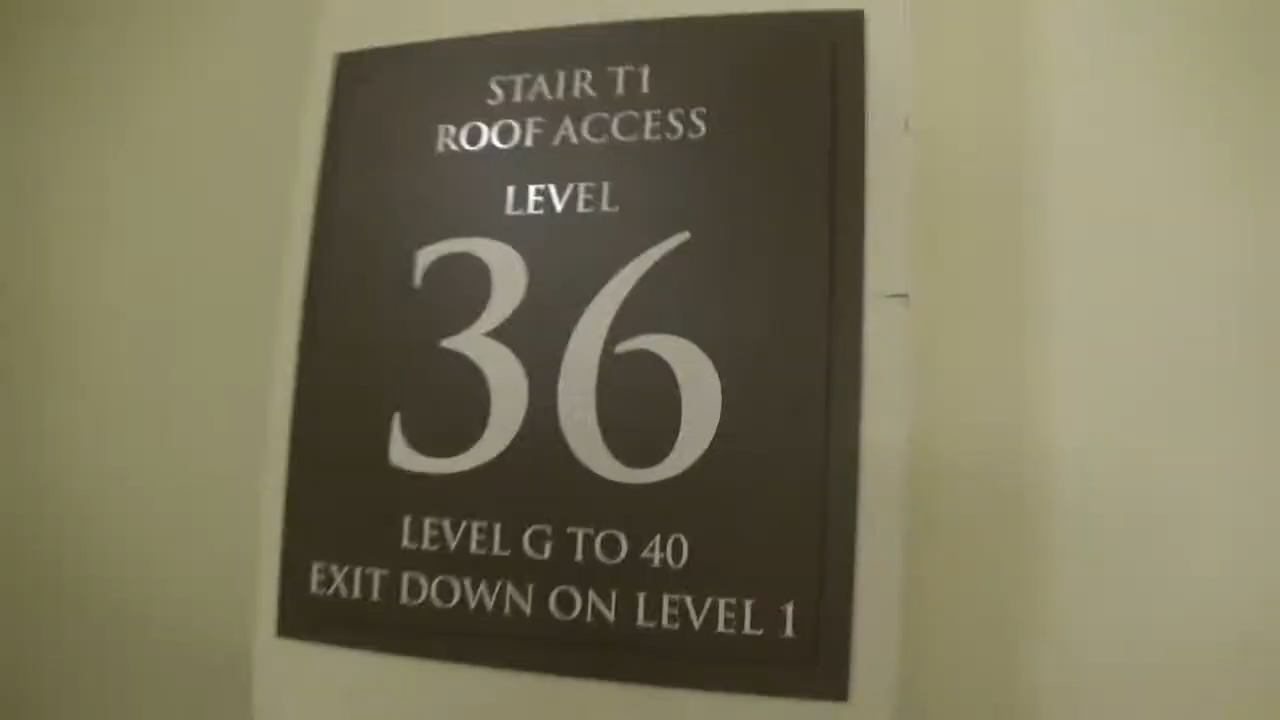 STAIR T1
ROOF ACCESS
LEVEL
36
LEVEL G TO 40
EXIT DOWN ON LEVEL 1